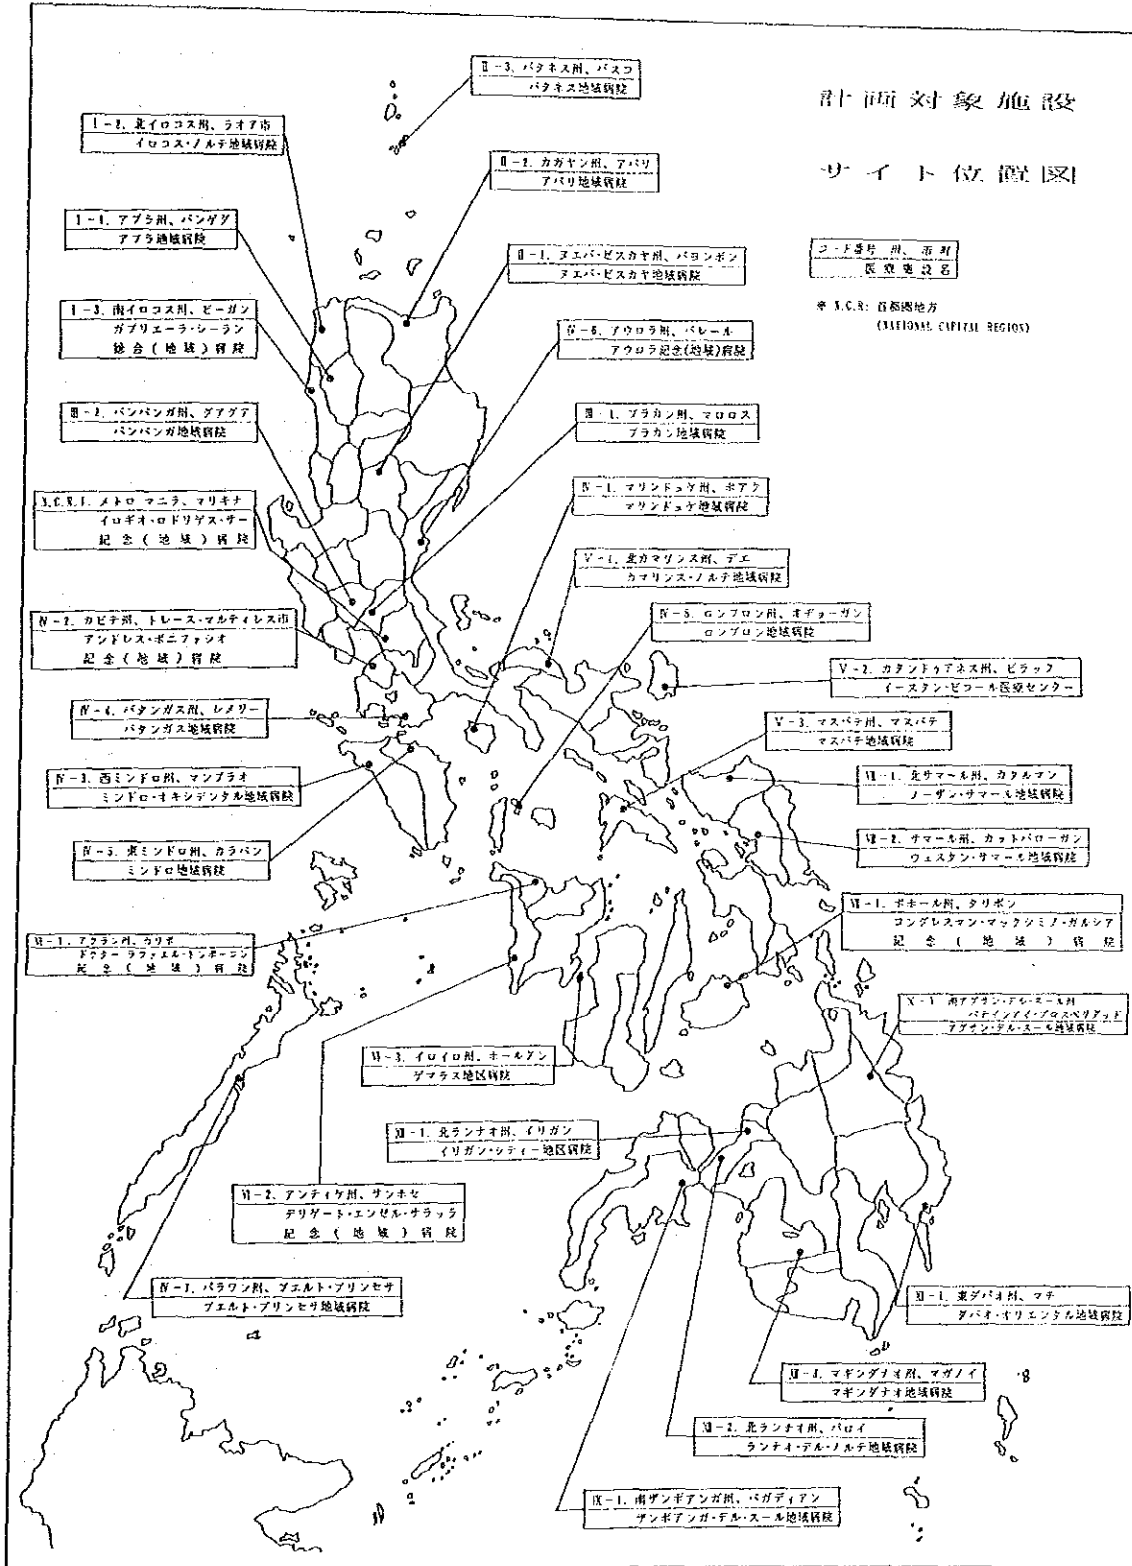 計画対象施設
サイト位置図
コード番号 州、市町
医療施設名
※ N.C.R: 首都圏地方
(NATIONAL CAPITAL REGION)
II-3. バタネス州、バスコ
バタネス地域病院
I-2. 北イロコス州、ラオア市
イロコス・ノルテ地域病院
II-2. カガヤン州、アパリ
アパリ地域病院
I-1. アブラ州、バンゲダ
アブラ地域病院
II-1. ヌエバ・ビスカヤ州、バヨンボン
ヌエバ・ビスカヤ地域病院
I-3. 南イロコス州、ビーガン
ガブリエーラ・シーラン
総合(地域)病院
IV-6. アウロラ州、バレール
アウロラ記念(地域)病院
III-2. パンパンガ州、グアグア
パンパンガ地域病院
III-1. ブラカン州、マロロス
ブラカン地域病院
N.C.R.1. メトロ マニラ、マリキナ
イロギオ・ロドリゲス・サー
記念(地域)病院
IV-1. マリンドュケ州、ボアク
マリンドュケ地域病院
V-1. 北カマリンス州、デエ
カマリンス・ノルテ地域病院
IV-2. カビテ州、トレース・マルティレス市
アンドレス・ボニファシオ
記念(地域)病院
IV-5. ロンブロン州、オギョーガン
ロンブロン地域病院
V-2. カタンドゥアネス州、ビラック
イースタン・ビコール医療センター
IV-4. バタンガス州、レメリー
バタンガス地域病院
V-3. マスバテ州、マスバテ
マスバテ地域病院
IV-3. 西ミンドロ州、マンブラオ
ミンドロ・オキシデンタル地域病院
VIII-1. 北サマール州、カタルマン
ノーザン・サマール地域病院
VIII-2. サマール州、カットバローガン
ウェスタン・サマール地域病院
IV-5. 東ミンドロ州、カラパン
ミンドロ地域病院
VII-1. ボホール州、タリボン
コングレスマン・マックシミノ・ガルシア
記念(地域)病院
VI-1. アクラン州、カリボ
ドクター ラファエル・トンボーコン
記念(地域)病院
X-1. 南アグサン・デル・スール州
パティンアイ・プロスペリダッド
アグサン・デル・スール地域病院
VI-3. イロイロ州、ホールダン
ゲマラス地区病院
XII-1. 北ランナオ州、イリガン
イリガン・シティー地区病院
VI-2. アンティケ州、サンホセ
デリゲート・エンゼル・サラッラ
記念(地域)病院
IV-7. パラワン州、プエルト・プリンセサ
プエルト・プリンセサ地域病院
XI-1. 東ダバオ州、マチ
ダバオ・オリエンタル地域病院
XII-3. マギンダナオ州、マガノイ
マギンダナオ地域病院
XII-2. 北ランナオ州、バロイ
ランナオ・デル・ノルテ地域病院
IX-1. 南ザンボアンガ州、パガディアン
ザンボアンガ・デル・スール地域病院